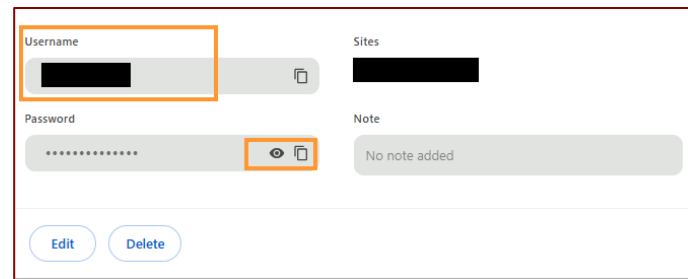 Username
Sites
Password
Note
••••••••••••••
No note added
Edit
Delete